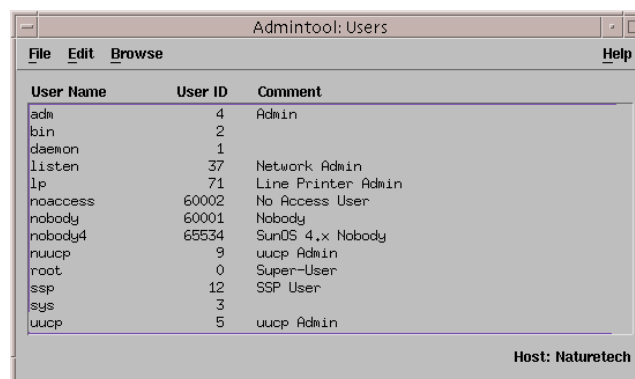 Admintool: Users
File Edit Browse Help
User Name User ID Comment
adm 4 Admin
bin 2
daemon 1
listen 37 Network Admin
lp 71 Line Printer Admin
noaccess 60002 No Access User
nobody 60001 Nobody
nobody4 65534 SunOS 4.x Nobody
nuucp 9 uucp Admin
root 0 Super-User
ssp 12 SSP User
sys 3
uucp 5 uucp Admin
Host: Naturetech